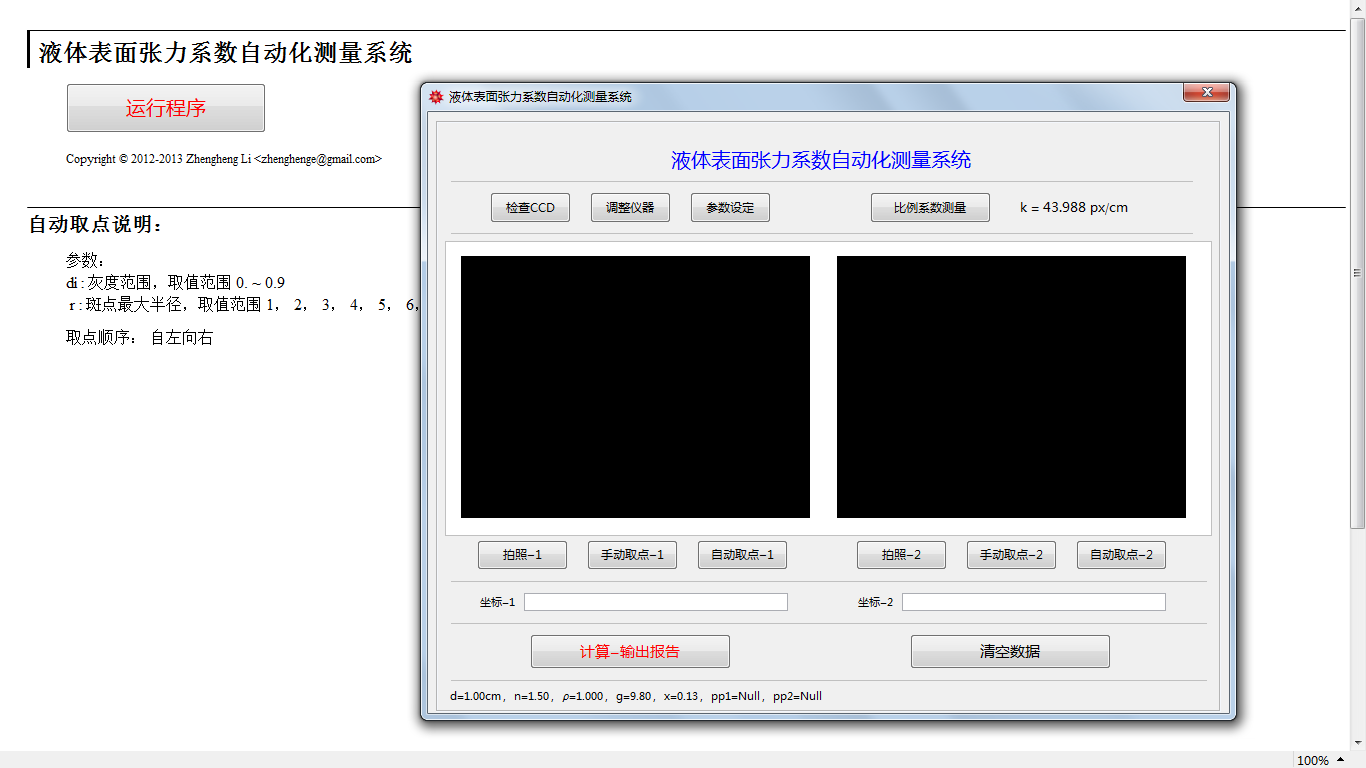 液体表面张力系数自动化测量系统
运行程序
Copyright © 2012-2013 Zhengheng Li <zhenghenge@gmail.com>
自动取点说明：
参数：
di : 灰度范围，取值范围 0. ~ 0.9
r : 斑点最大半径，取值范围 1， 2， 3， 4， 5， 6，
取点顺序： 自左向右
液体表面张力系数自动化测量系统
液体表面张力系数自动化测量系统
检查CCD 调整仪器 参数设定 比例系数测量 k = 43.988 px/cm
拍照-1 手动取点-1 自动取点-1 拍照-2 手动取点-2 自动取点-2
坐标-1 坐标-2
计算-输出报告 清空数据
d=1.00cm，n=1.50，ρ=1.000，g=9.80，x=0.13，pp1=Null，pp2=Null
100%